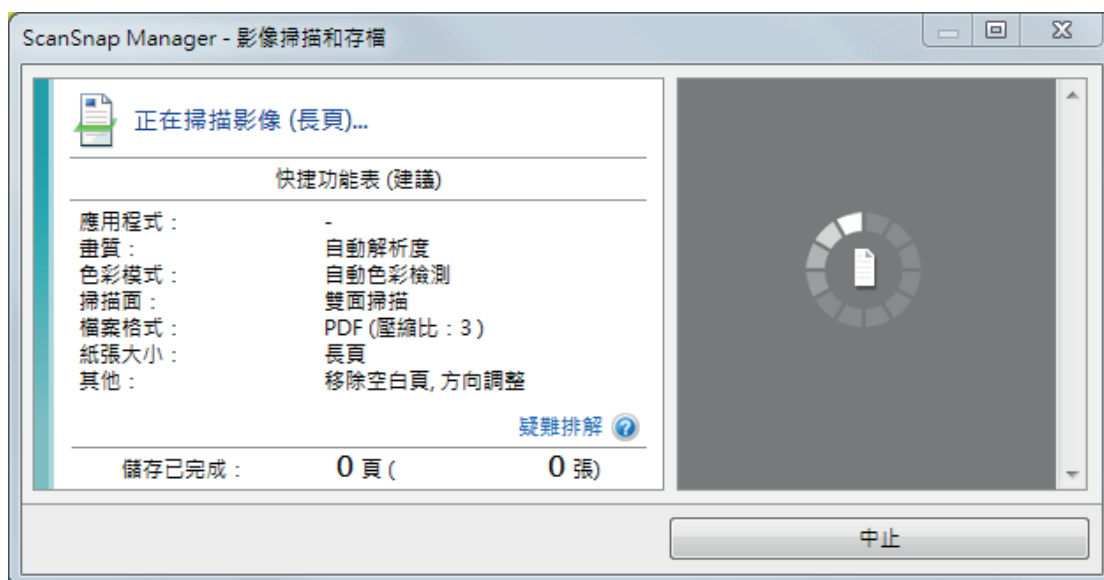 ScanSnap Manager - 影像掃描和存檔
正在掃描影像 (長頁)...
快捷功能表 (建議)
應用程式： -
畫質： 自動解析度
色彩模式： 自動色彩檢測
掃描面： 雙面掃描
檔案格式： PDF (壓縮比：3 )
紙張大小： 長頁
其他： 移除空白頁, 方向調整
疑難排解
儲存已完成： 0 頁 ( 0 張)
中止